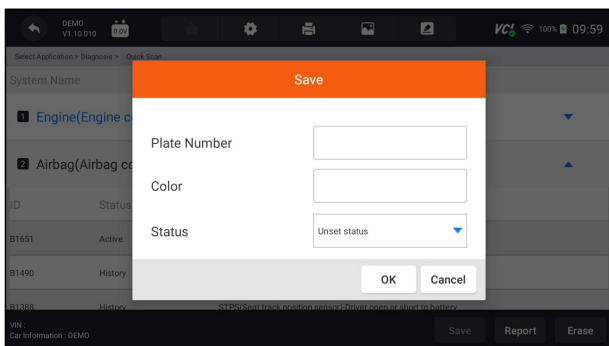 DEMO
V1.10.010
0.0V
VCI
100%
09:59
Select Application > Diagnosis > Quick Scan
System Name
1 Engine(Engine c
2 Airbag(Airbag co
ID Status
B1651 Active
B1490 History
B1388 History STPS(Seat track position sensor)-Driver open or short to battery
Save
Plate Number
Color
Status Unset status
OK Cancel
VIN :
Car Information : DEMO
Save Report Erase